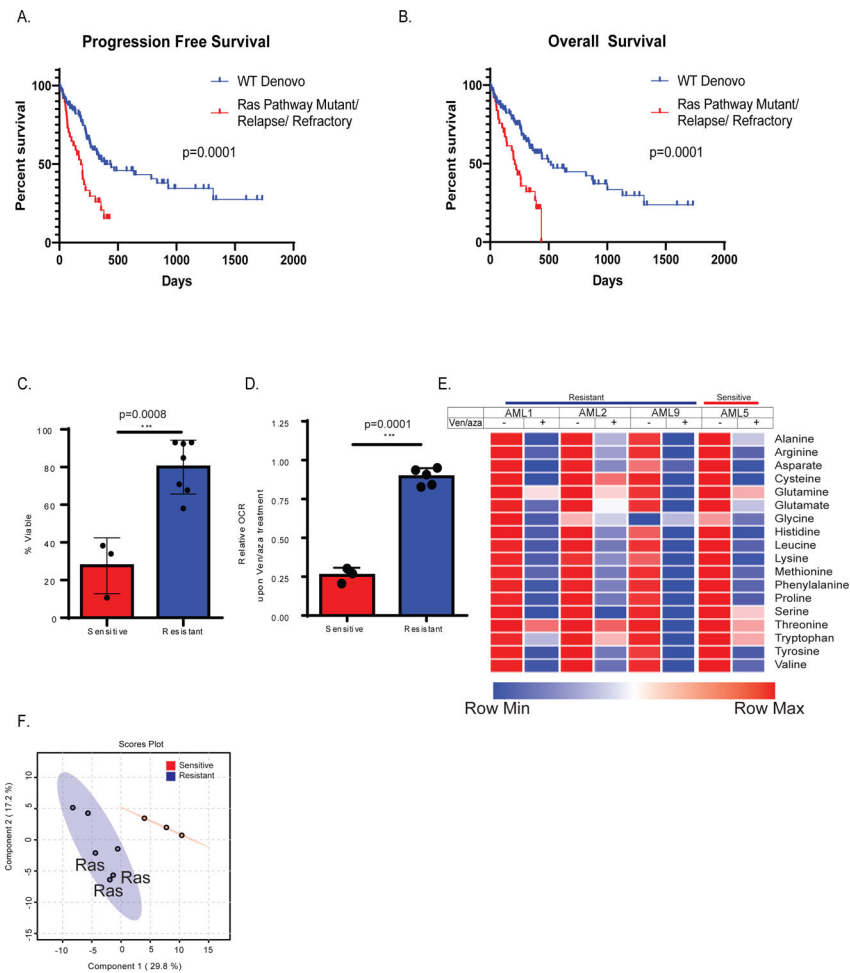 A.
Progression Free Survival
Percent survival
100
50
0
WT Denovo
Ras Pathway Mutant/
Relapse/ Refractory
p=0.0001
0 500 1000 1500 2000
Days
B.
Overall Survival
Percent survival
100
50
0
WT Denovo
Ras Pathway Mutant/
Relapse/ Refractory
p=0.0001
0 500 1000 1500 2000
Days
C.
p=0.0008
***
% Viable
100
80
60
40
20
0
Sensitive Resistant
D.
p=0.0001
***
Relative OCR
upon Ven/aza treatment
1.25
1.00
0.75
0.50
0.25
0.00
Sensitive Resistant
E.
Resistant Sensitive
AML1 AML2 AML9 AML5
Ven/aza - + - + - + - +
Alanine
Arginine
Asparate
Cysteine
Glutamine
Glutamate
Glycine
Histidine
Leucine
Lysine
Methionine
Phenylalanine
Proline
Serine
Threonine
Tryptophan
Tyrosine
Valine
Row Min Row Max
F.
Scores Plot
Sensitive
Resistant
Component 2 ( 17.2 %)
10
5
0
-5
-10
-15
Ras
Ras
Ras
-10 -5 0 5 10 15
Component 1 ( 29.8 %)